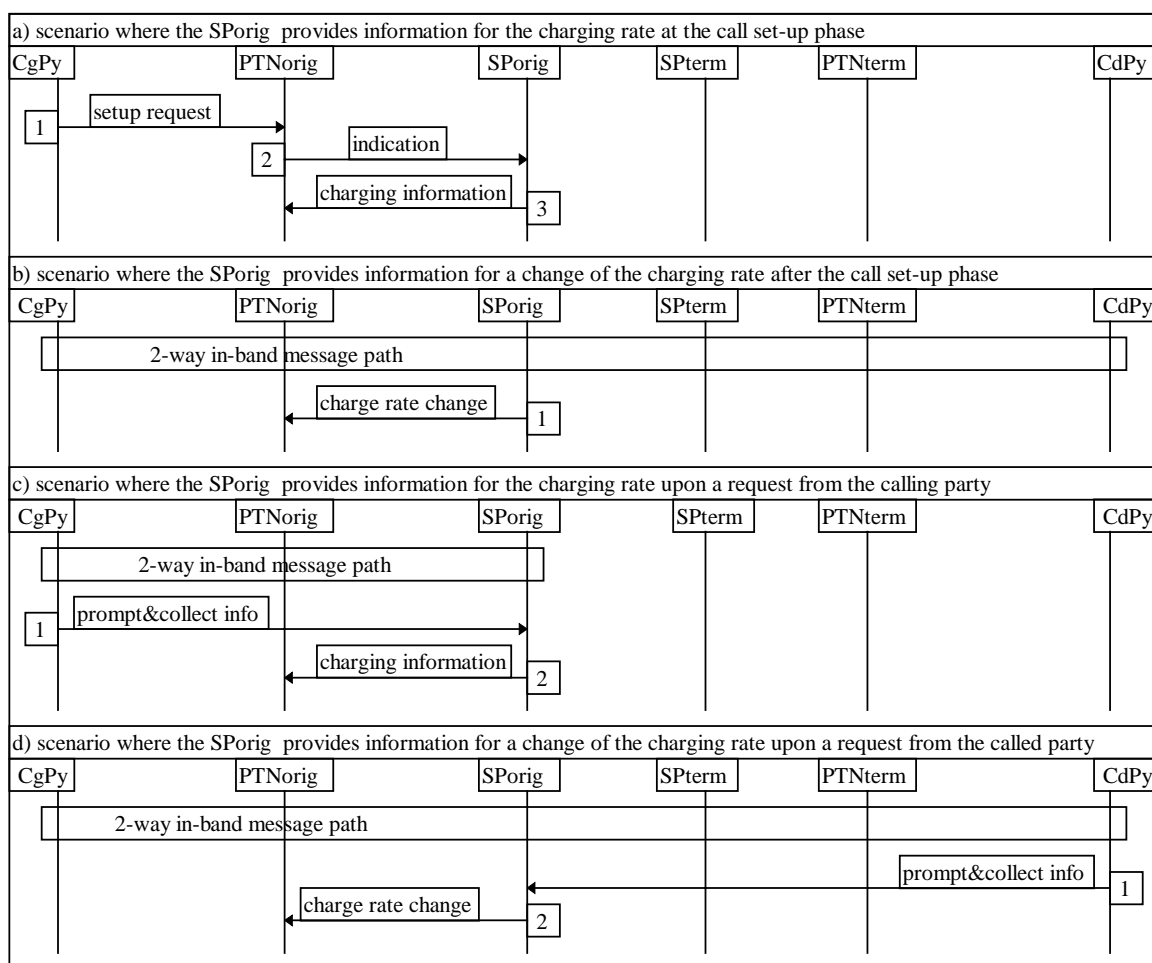 a) scenario where the SPorig provides information for the charging rate at the call set-up phase
CgPy PTNorig SPorig SPterm PTNterm CdPy
setup request
1
indication
2
charging information
3
b) scenario where the SPorig provides information for a change of the charging rate after the call set-up phase
CgPy PTNorig SPorig SPterm PTNterm CdPy
2-way in-band message path
charge rate change
1
c) scenario where the SPorig provides information for the charging rate upon a request from the calling party
CgPy PTNorig SPorig SPterm PTNterm CdPy
2-way in-band message path
prompt&collect info
1
charging information
2
d) scenario where the SPorig provides information for a change of the charging rate upon a request from the called party
CgPy PTNorig SPorig SPterm PTNterm CdPy
2-way in-band message path
prompt&collect info
1
charge rate change
2